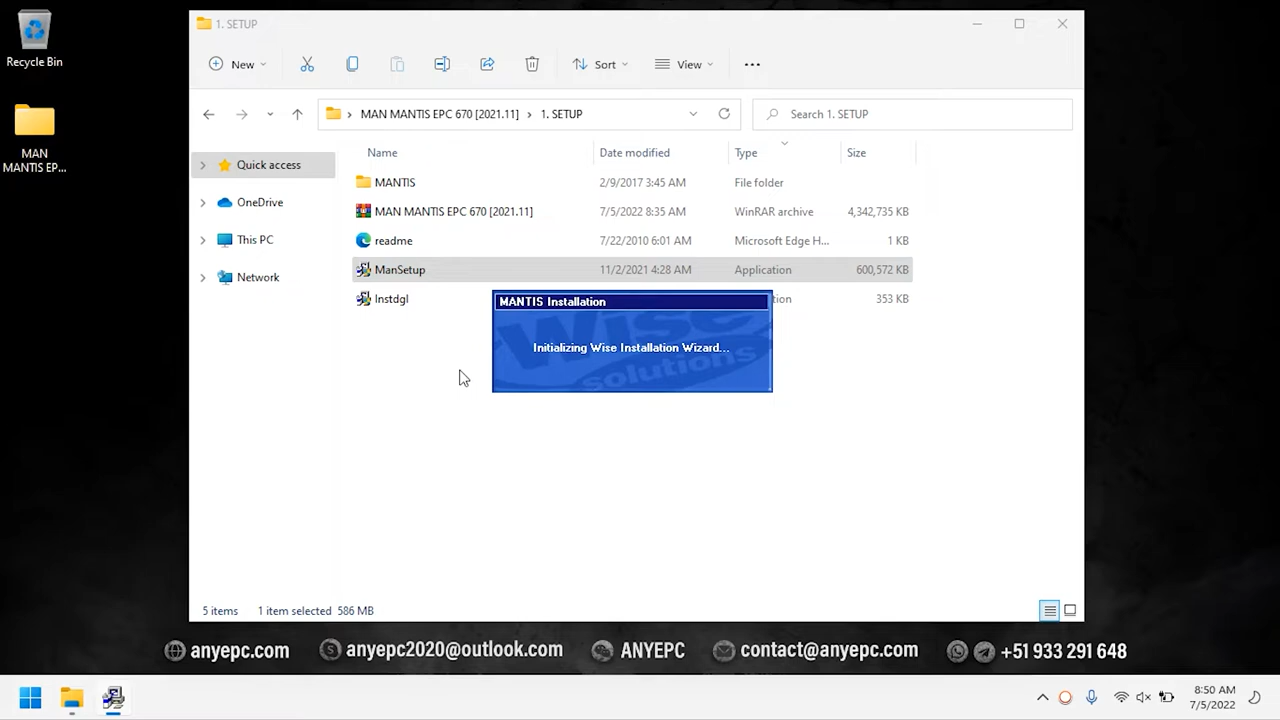 Recycle Bin
MAN
MANTIS EP...
1. SETUP
New
Sort
View
MAN MANTIS EPC 670 [2021.11]
1. SETUP
Search 1. SETUP
Quick access
OneDrive
This PC
Network
Name
Date modified
Type
Size
MANTIS
2/9/2017 3:45 AM
File folder
MAN MANTIS EPC 670 [2021.11]
7/5/2022 8:35 AM
WinRAR archive
4,342,735 KB
readme
7/22/2010 6:01 AM
Microsoft Edge H...
1 KB
ManSetup
11/2/2021 4:28 AM
Application
600,572 KB
Instdgl
353 KB
MANTIS Installation
Initializing Wise Installation Wizard...
Wise
solutions
5 items
1 item selected 586 MB
anyepc.com
anyepc2020@outlook.com
ANYEPC
contact@anyepc.com
+51 933 291 648
8:50 AM
7/5/2022